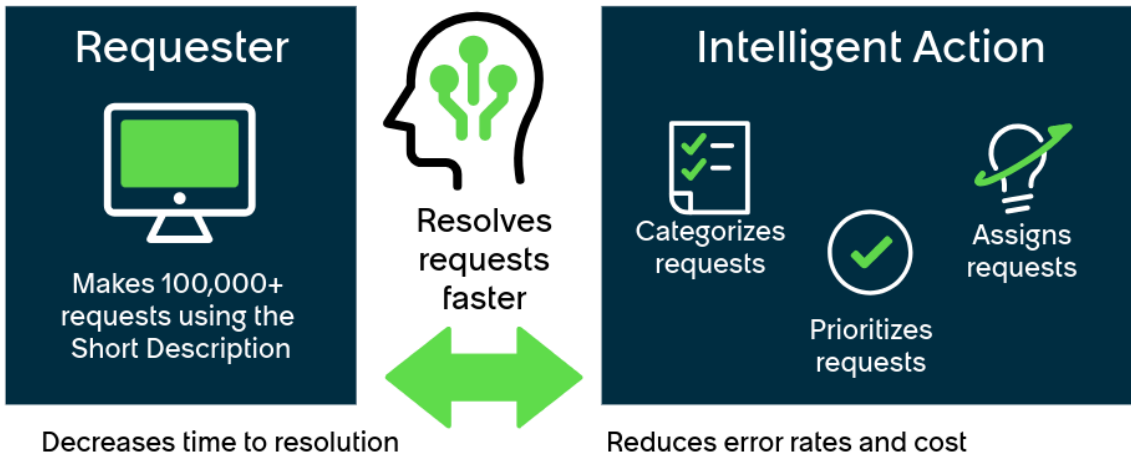 Requester
Makes 100,000+
requests using the
Short Description
Resolves
requests
faster
Intelligent Action
Categorizes
requests
Prioritizes
requests
Assigns
requests
Decreases time to resolution
Reduces error rates and cost